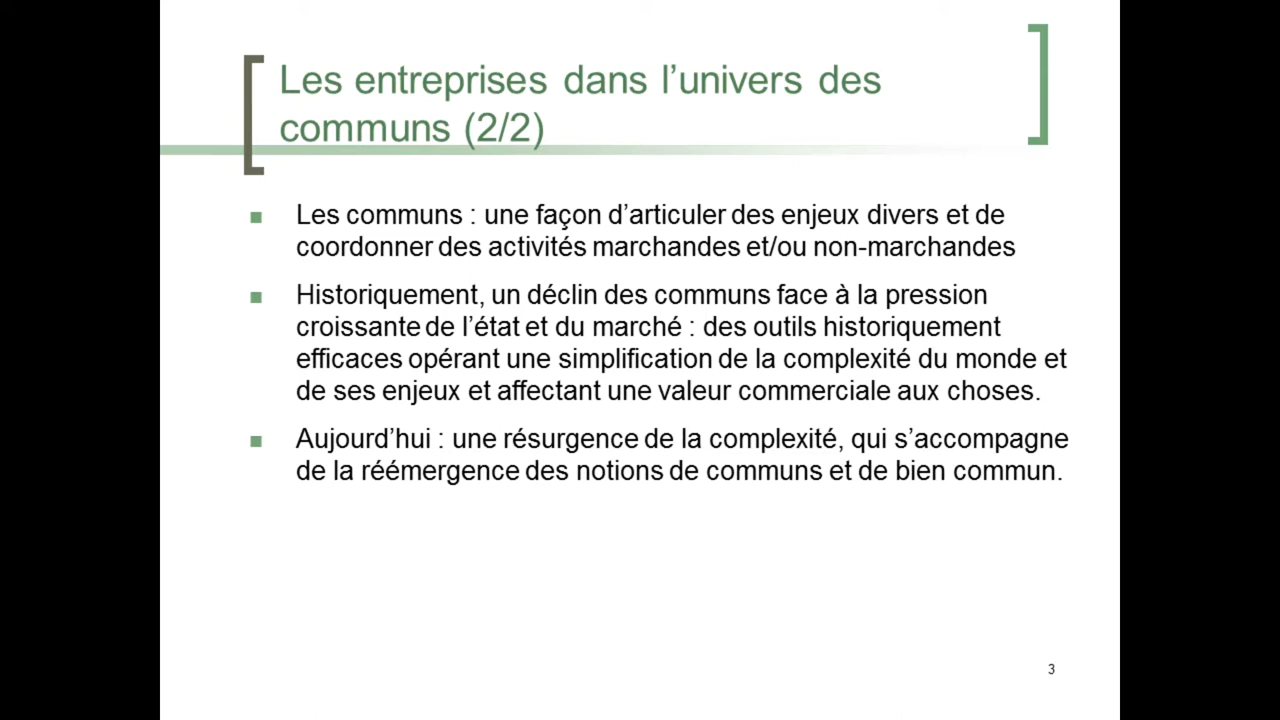 Les entreprises dans l’univers des
communs (2/2)
Les communs : une façon d’articuler des enjeux divers et de
coordonner des activités marchandes et/ou non-marchandes
Historiquement, un déclin des communs face à la pression
croissante de l’état et du marché : des outils historiquement
efficaces opérant une simplification de la complexité du monde et
de ses enjeux et affectant une valeur commerciale aux choses.
Aujourd’hui : une résurgence de la complexité, qui s’accompagne
de la réémergence des notions de communs et de bien commun.
3